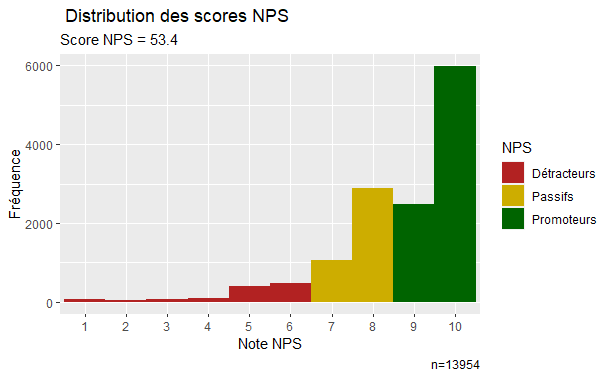 Distribution des scores NPS
Score NPS = 53.4
Fréquence
6000
4000
2000
0
1 2 3 4 5 6 7 8 9 10
Note NPS
NPS
Détracteurs
Passifs
Promoteurs
n=13954